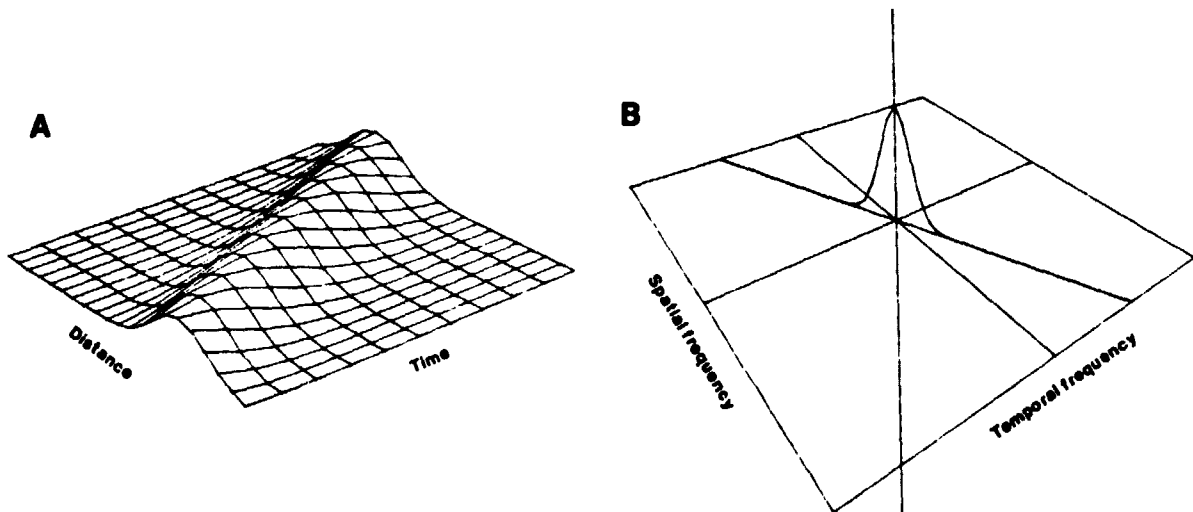 A
B
Distance
Time
Spatial frequency
Temporal frequency